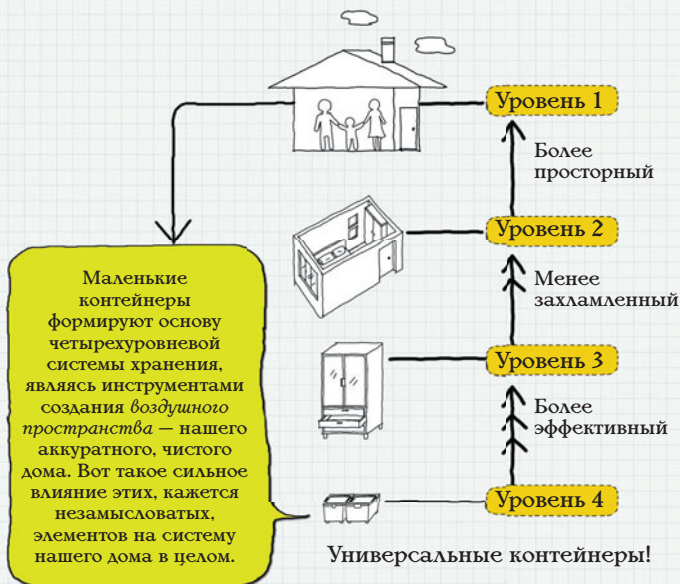 Уровень 1
Более
просторный
Уровень 2
Менее
захламленный
Уровень 3
Более
эффективный
Уровень 4
Универсальные контейнеры!
Маленькие
контейнеры
формируют основу
четырехуровневой
системы хранения,
являясь инструментами
создания воздушного
пространства — нашего
аккуратного, чистого
дома. Вот такое сильное
влияние этих, кажется
незамысловатых,
элементов на систему
нашего дома в целом.